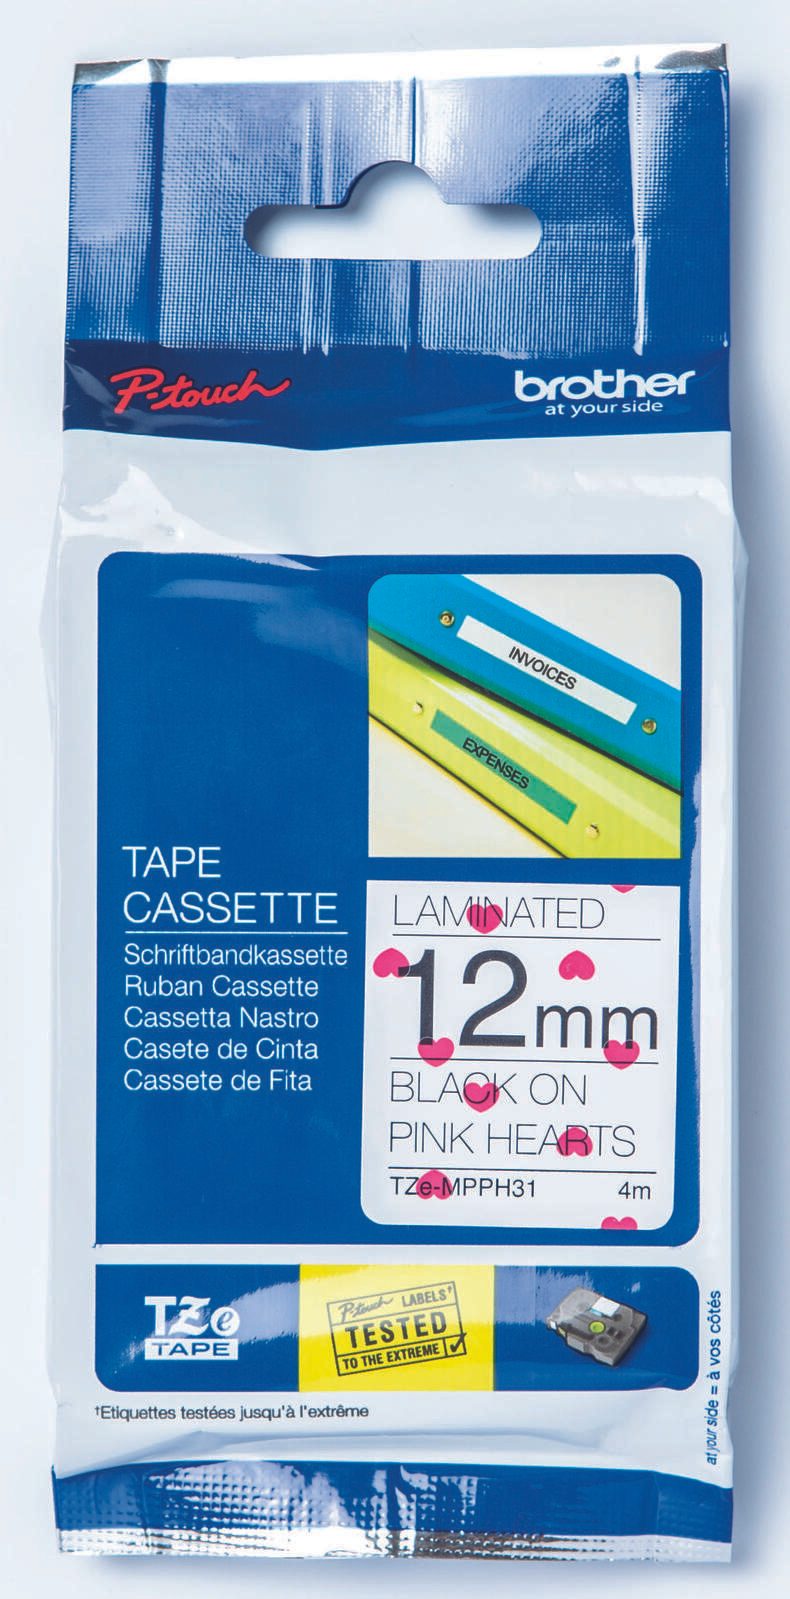 P-touch
brother
at your side
INVOICES
EXPENSES
TAPE
CASSETTE
Schriftbandkassette
Ruban Cassette
Cassetta Nastro
Casete de Cinta
Cassete de Fita
LAMINATED
12mm
BLACK ON
PINK HEARTS
TZe-MPPH31 4m
TZe
TAPE
P-touch LABELS†
TESTED
TO THE EXTREME
†Etiquettes testées jusqu'à l'extrême
at your side = à vos côtés